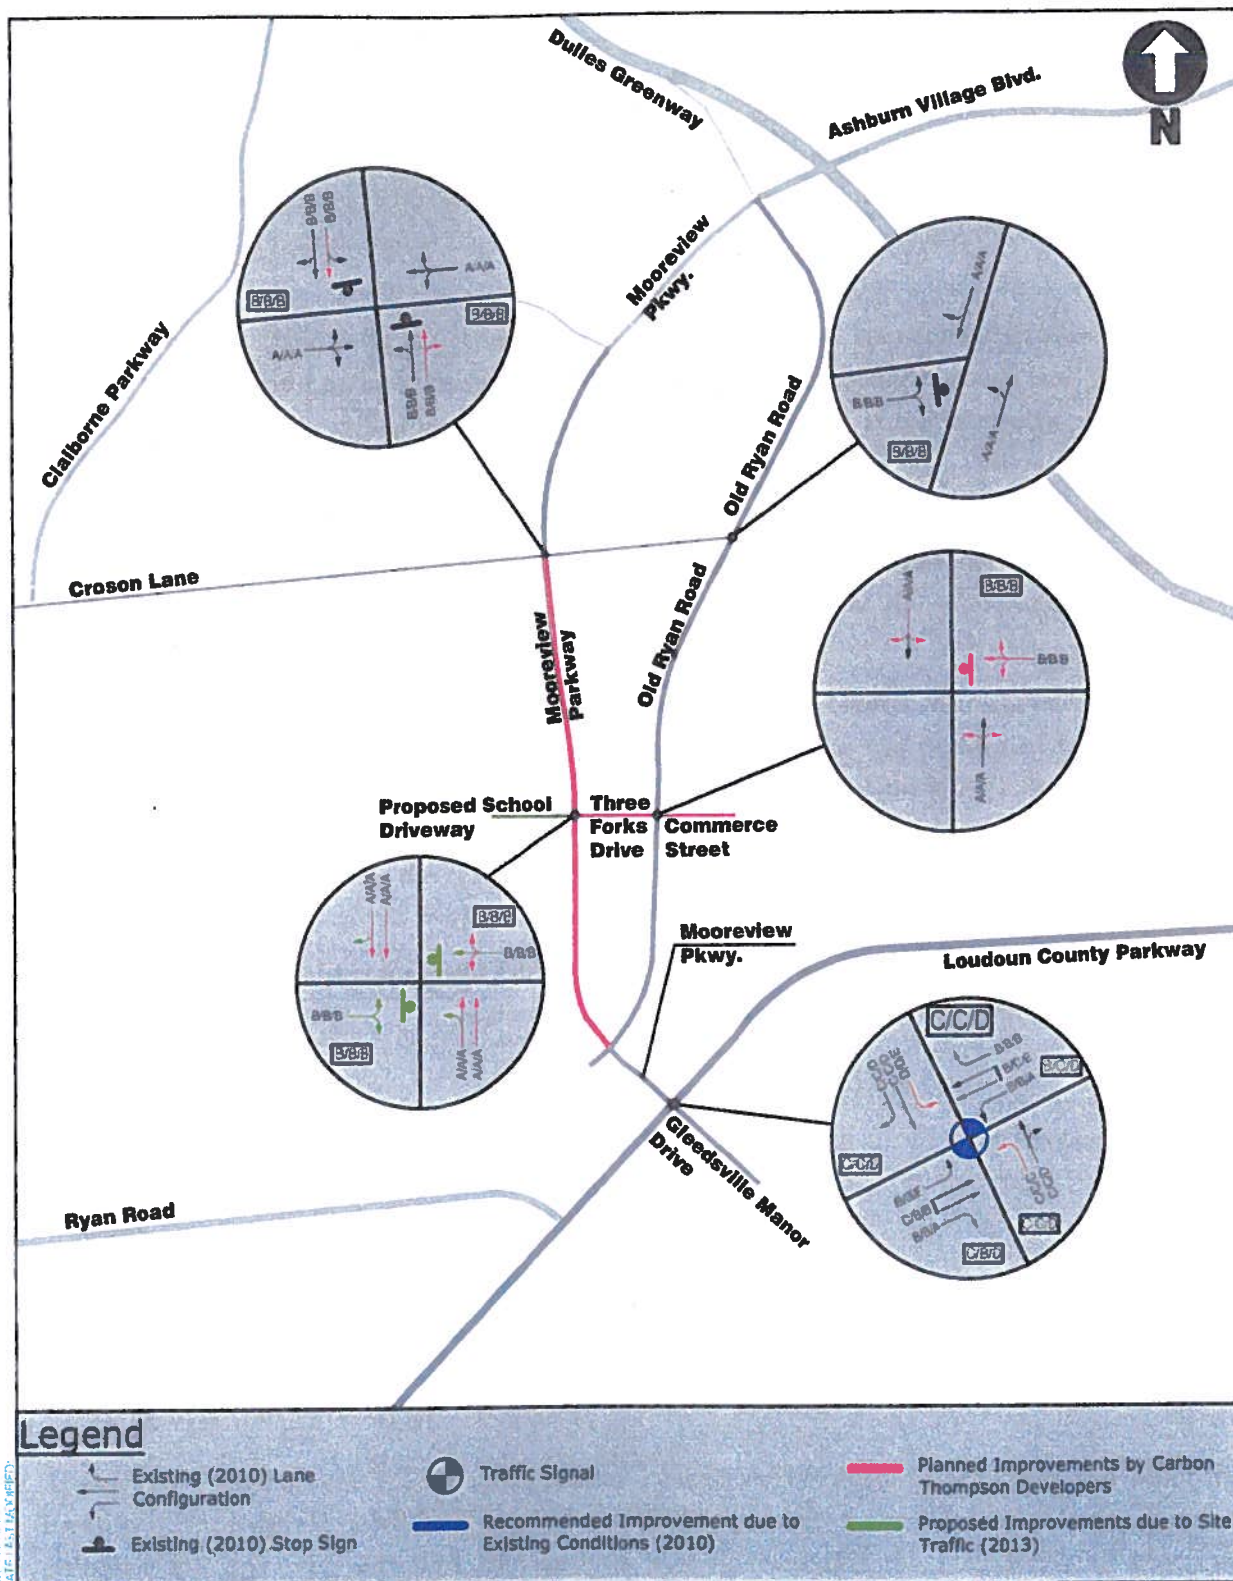 Dulles Greenway
Ashburn Village Blvd.
N
B/B/B
B/B/B
A/A/A
B/B/B
B/B/B
A/A/A
B/B/B
B/B/B
Mooreview
Pkwy.
A/A/A
B/B/B
B/B/B
A/A/A
Claiborne Parkway
Old Ryan Road
Croson Lane
Mooreview
Parkway
Old Ryan Road
A/A/A
B/B/B
B/B/B
A/A/A
Proposed School
Driveway
Three
Forks
Drive
Commerce
Street
A/A/A
A/A/A
B/B/B
B/B/B
B/B/B
B/B/B
A/A/A
A/A/A
Mooreview
Pkwy.
Loudoun County Parkway
C/C/D
B/B/B
B/C/E
B/B/A
B/C/D
C/C/D
C/B/B
B/B/A
C/B/D
Gleedsville Manor
Drive
Ryan Road
Legend
Existing (2010) Lane
Configuration
Existing (2010) Stop Sign
Traffic Signal
Recommended Improvement due to
Existing Conditions (2010)
Planned Improvements by Carbon
Thompson Developers
Proposed Improvements due to Site
Traffic (2013)